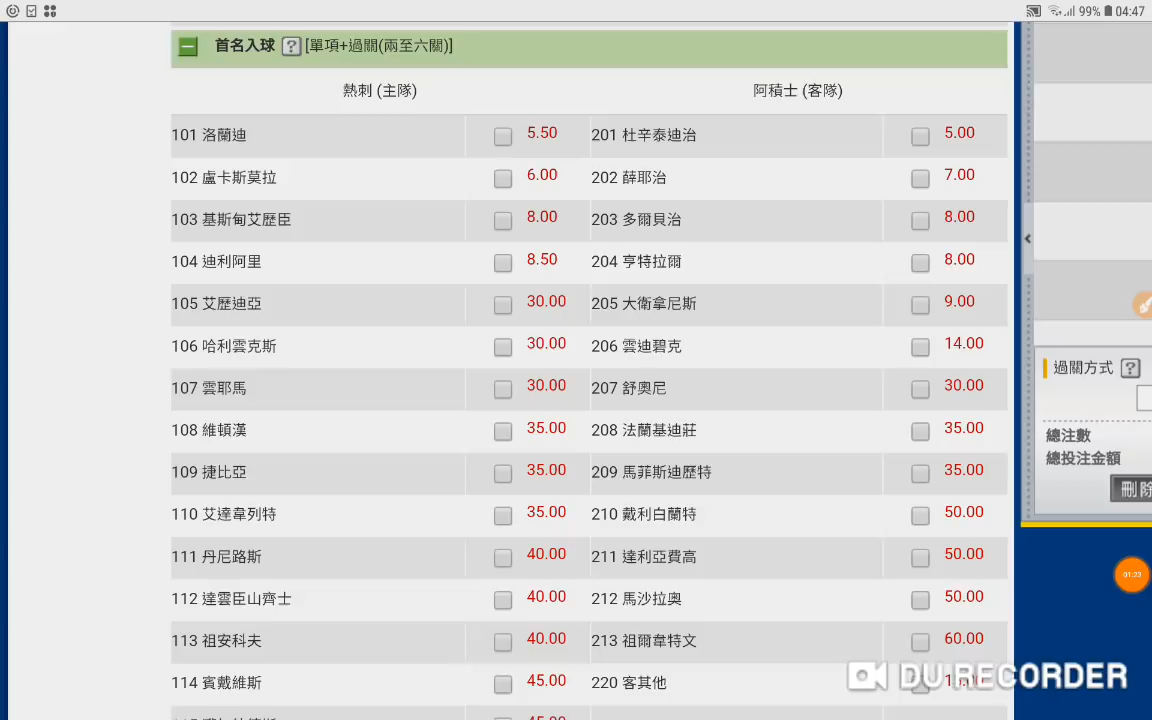 99% 04:47
首名入球 ? [單項+過關(兩至六關)]
熱刺 (主隊) 阿積士 (客隊)
101 洛蘭迪 5.50 201 杜辛泰迪治 5.00
102 盧卡斯莫拉 6.00 202 薛耶治 7.00
103 基斯甸艾歷臣 8.00 203 多爾貝治 8.00
104 迪利阿里 8.50 204 亨特拉爾 8.00
105 艾歷迪亞 30.00 205 大衛拿尼斯 9.00
106 哈利雲克斯 30.00 206 雲迪碧克 14.00
107 雲耶馬 30.00 207 舒奧尼 30.00
108 維頓漢 35.00 208 法蘭基迪莊 35.00
109 捷比亞 35.00 209 馬菲斯迪歷特 35.00
110 艾達韋列特 35.00 210 戴利白蘭特 50.00
111 丹尼路斯 40.00 211 達利亞費高 50.00
112 達雲臣山齊士 40.00 212 馬沙拉奧 50.00
113 祖安科夫 40.00 213 祖爾韋特文 60.00
114 賓戴維斯 45.00 220 客其他
過關方式 ?
總注數
總投注金額
刪除
01:23
DU RECORDER